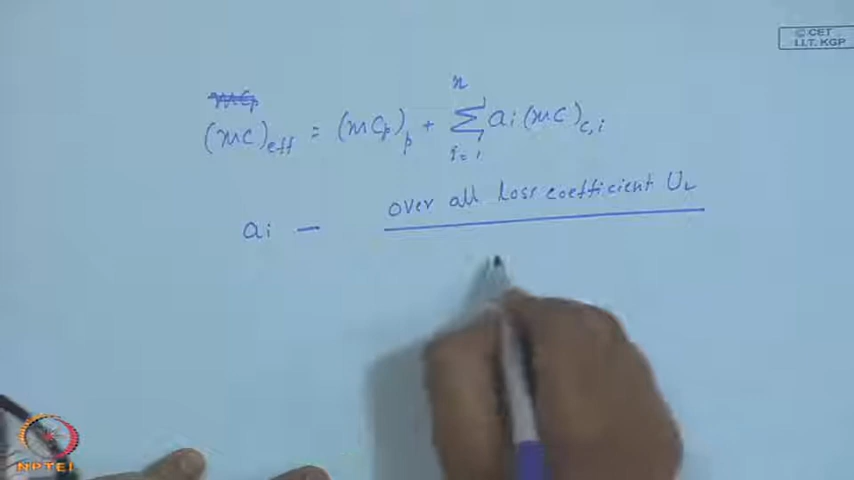 © CET
I.I.T. KGP
n
(mc)eff = (mCp)p + Σ ai (mc)c,i
i=1
over all loss coefficient UL
ai —
NPTEL